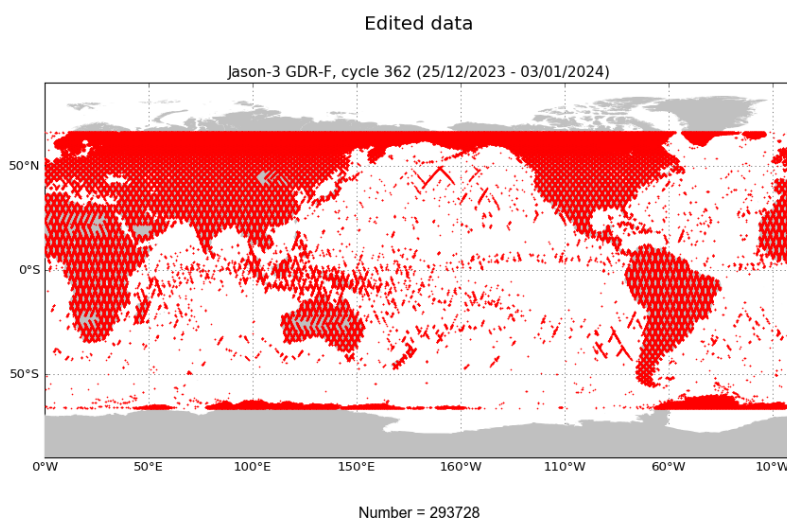 Edited data
Jason-3 GDR-F, cycle 362 (25/12/2023 - 03/01/2024)
50°N
0°S
50°S
0°W 50°E 100°E 150°E 160°W 110°W 60°W 10°W
Number = 293728